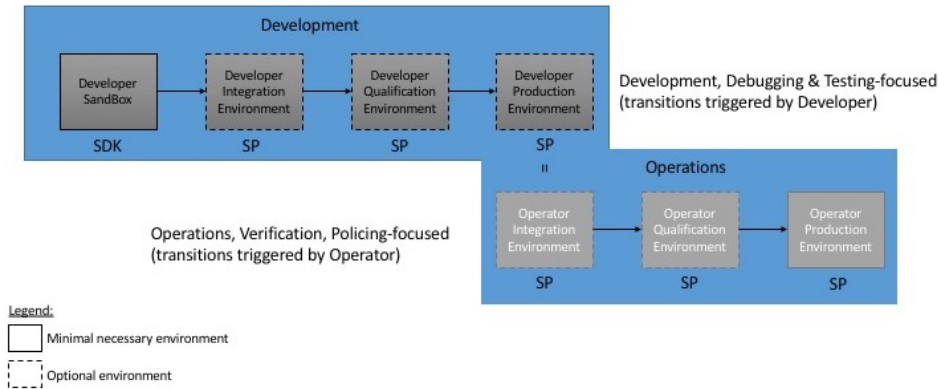 Development
Developer
SandBox
Developer
Integration
Environment
Developer
Qualification
Environment
Developer
Production
Environment
SDK
SP
SP
SP
Development, Debugging & Testing-focused
(transitions triggered by Developer)
=
Operations
Operator
Integration
Environment
Operator
Qualification
Environment
Operator
Production
Environment
SP
SP
SP
Operations, Verification, Policing-focused
(transitions triggered by Operator)
Legend:
Minimal necessary environment
Optional environment